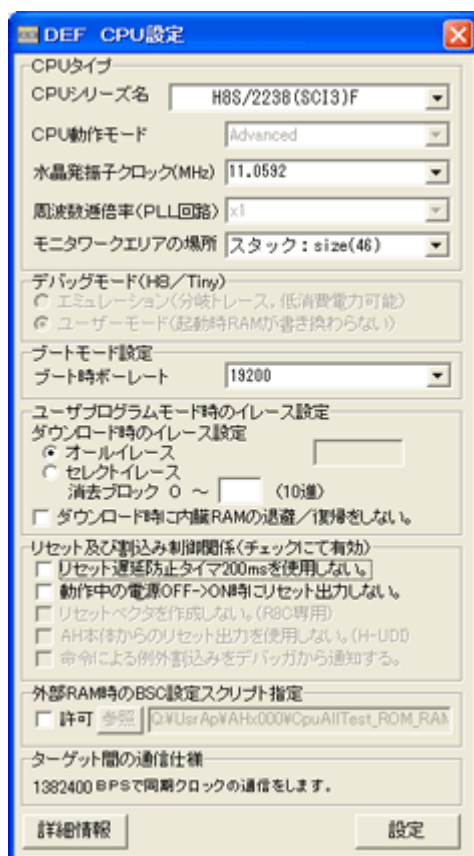 DEF CPU設定
CPUタイプ
CPUシリーズ名 H8S/2238(SCI3)F
CPU動作モード Advanced
水晶発振子クロック(MHz) 11.0592
周波数逓倍率(PLL回路) x1
モニタワークエリアの場所 スタック:size(46)
デバッグモード(H8/Tiny)
エミュレーション(分岐トレース,低消費電力可能)
ユーザーモード(起動時RAMが書き換わらない)
ブートモード設定
ブート時ボーレート 19200
ユーザプログラムモード時のイレース設定
ダウンロード時のイレース設定
オールイレース
セレクトイレース
消去ブロック 0 ~ (10進)
ダウンロード時に内臓RAMの退避/復帰をしない。
リセット及び割込み制御関係(チェックにて有効)
リセット遅延防止タイマ200msを使用しない。
動作中の電源OFF->ON時にリセット出力しない。
リセットベクタを作成しない。(R8C専用)
AH本体からのリセット出力を使用しない。(H-UDI)
命令による例外割込みをデバッガから通知する。
外部RAM時のBSC設定スクリプト指定
許可 参照 Q:¥UsrAp¥AHx000¥CpuAllTest_ROM_RAM
ターゲット間の通信仕様
1382400BPSで同期クロックの通信をします。
詳細情報 設定